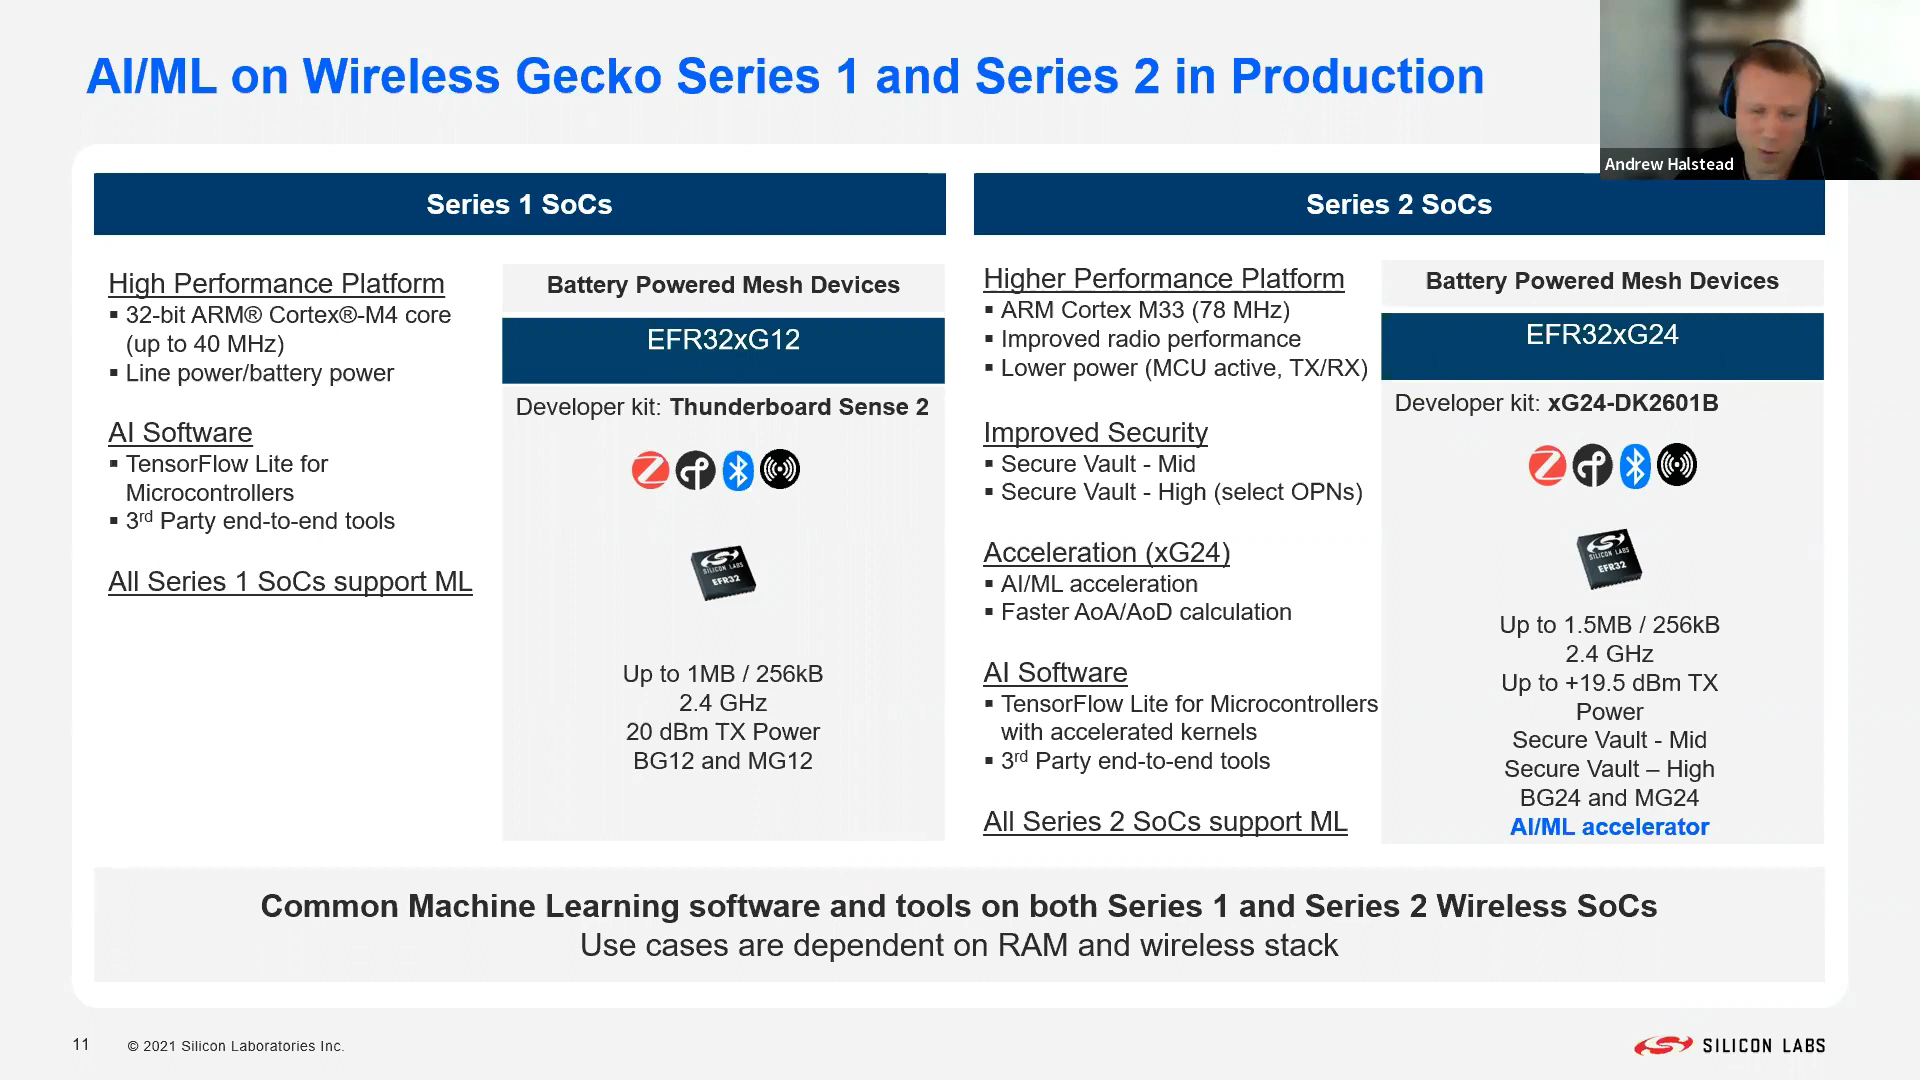 AI/ML on Wireless Gecko Series 1 and Series 2 in Production
Andrew Halstead
Series 1 SoCs
High Performance Platform
▪ 32-bit ARM® Cortex®-M4 core
(up to 40 MHz)
▪ Line power/battery power
AI Software
▪ TensorFlow Lite for
Microcontrollers
▪ 3rd Party end-to-end tools
All Series 1 SoCs support ML
Battery Powered Mesh Devices
EFR32xG12
Developer kit: Thunderboard Sense 2
SILICON LABS
EFR32
Up to 1MB / 256kB
2.4 GHz
20 dBm TX Power
BG12 and MG12
Series 2 SoCs
Higher Performance Platform
▪ ARM Cortex M33 (78 MHz)
▪ Improved radio performance
▪ Lower power (MCU active, TX/RX)
Improved Security
▪ Secure Vault - Mid
▪ Secure Vault - High (select OPNs)
Acceleration (xG24)
▪ AI/ML acceleration
▪ Faster AoA/AoD calculation
AI Software
▪ TensorFlow Lite for Microcontrollers
with accelerated kernels
▪ 3rd Party end-to-end tools
All Series 2 SoCs support ML
Battery Powered Mesh Devices
EFR32xG24
Developer kit: xG24-DK2601B
SILICON LABS
EFR32
Up to 1.5MB / 256kB
2.4 GHz
Up to +19.5 dBm TX
Power
Secure Vault - Mid
Secure Vault – High
BG24 and MG24
AI/ML accelerator
Common Machine Learning software and tools on both Series 1 and Series 2 Wireless SoCs
Use cases are dependent on RAM and wireless stack
11
© 2021 Silicon Laboratories Inc.
SILICON LABS